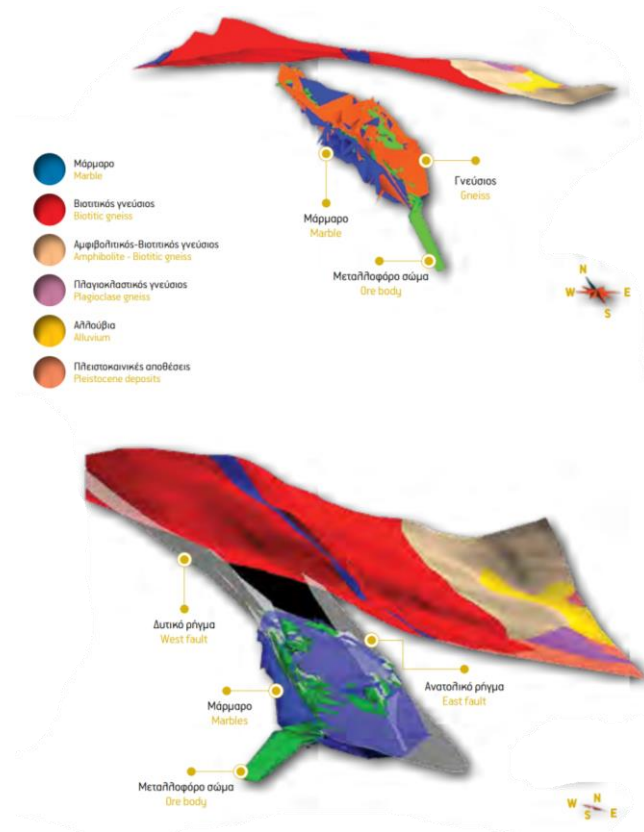 Μάρμαρο
Marble
Βιοτιτικός γνεύσιος
Biotitic gneiss
Αμφιβολιτικός-Βιοτιτικός γνεύσιος
Amphibolite - Biotitic gneiss
Πλαγιοκλαστικός γνεύσιος
Plagioclase gneiss
Αλλούβια
Alluvium
Πλειστοκαινικές αποθέσεις
Pleistocene deposits
Γνεύσιος
Gneiss
Μάρμαρο
Marble
Μεταλλοφόρο σώμα
Ore body
N
W E
S
Δυτικό ρήγμα
West fault
Ανατολικό ρήγμα
East fault
Μάρμαρο
Marbles
Μεταλλοφόρο σώμα
Ore body
W N
S E